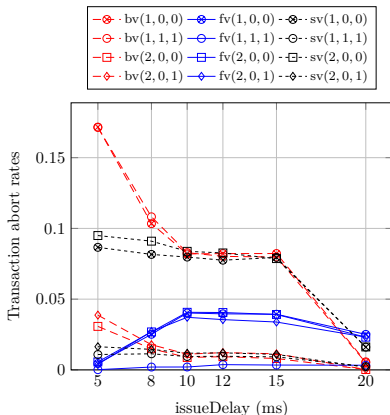 bv(1, 0, 0) fv(1, 0, 0) sv(1, 0, 0)
bv(1, 1, 1) fv(1, 1, 1) sv(1, 1, 1)
bv(2, 0, 0) fv(2, 0, 0) sv(2, 0, 0)
bv(2, 0, 1) fv(2, 0, 1) sv(2, 0, 1)
0.15
0.1
0.05
0
Transaction abort rates
5 8 10 12 15 20
issueDelay (ms)